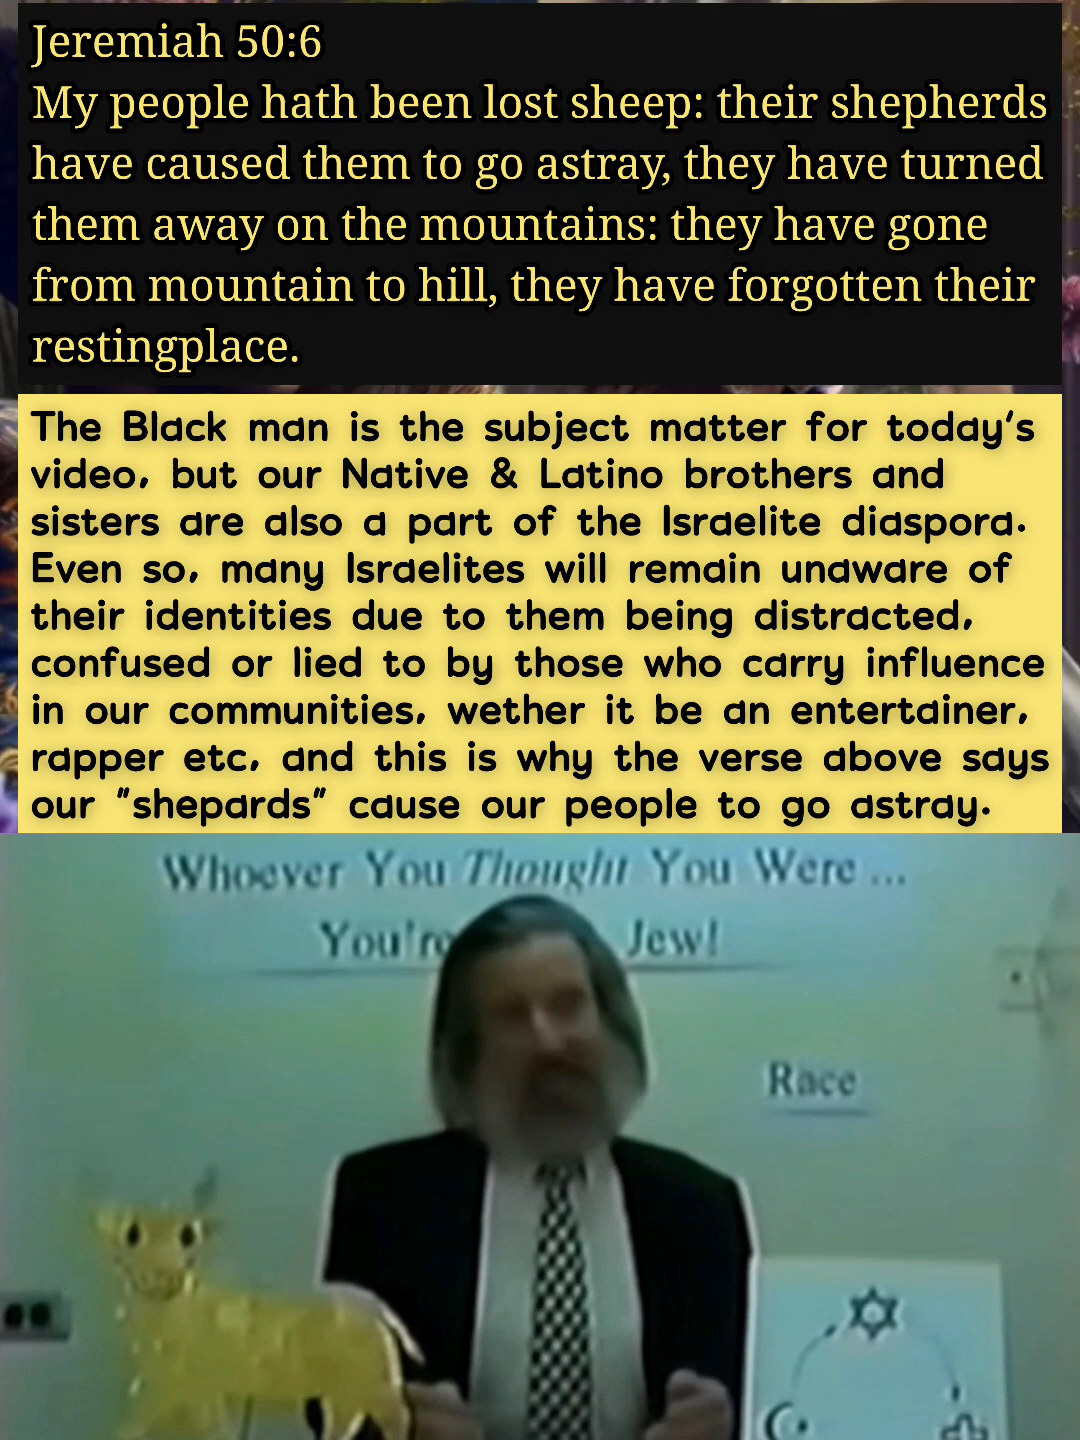 Jeremiah 50:6
My people hath been lost sheep: their shepherds
have caused them to go astray, they have turned
them away on the mountains: they have gone
from mountain to hill, they have forgotten their
restingplace.
The Black man is the subject matter for today's
video, but our Native & Latino brothers and
sisters are also a part of the Israelite diaspora.
Even so, many Israelites will remain unaware of
their identities due to them being distracted,
confused or lied to by those who carry influence
in our communities, wether it be an entertainer,
rapper etc, and this is why the verse above says
our "shepards" cause our people to go astray.
Whoever You Thought You Were ...
You're Jew!
Race